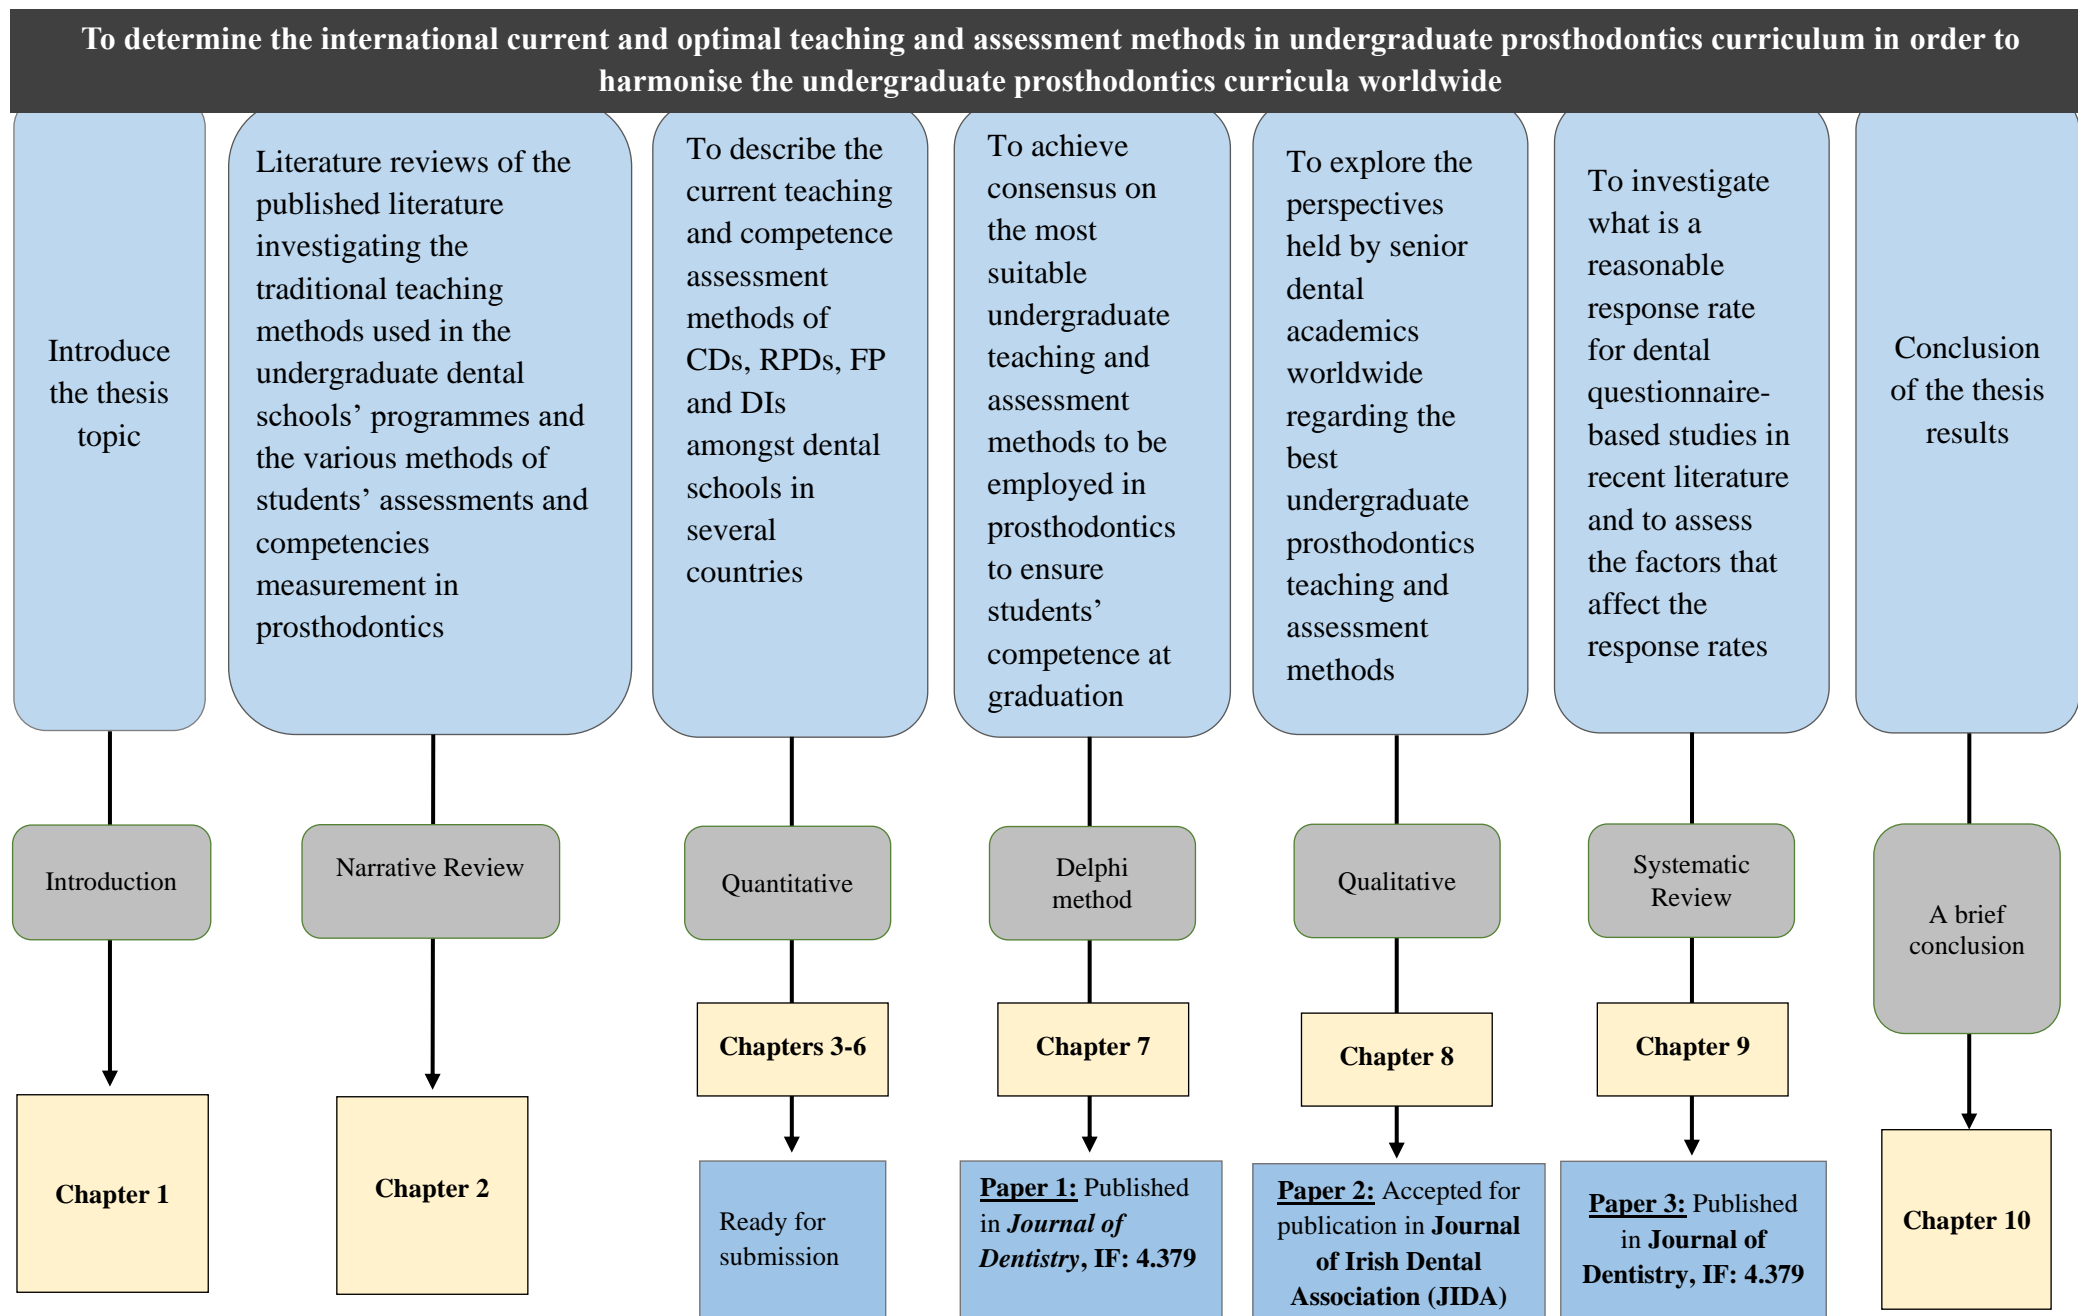 To determine the international current and optimal teaching and assessment methods in undergraduate prosthodontics curriculum in order to
harmonise the undergraduate prosthodontics curricula worldwide
Introduce
the thesis
topic
Literature reviews of the
published literature
investigating the
traditional teaching
methods used in the
undergraduate dental
schools’ programmes and
the various methods of
students’ assessments and
competencies
measurement in
prosthodontics
To describe the
current teaching
and competence
assessment
methods of
CDs, RPDs, FP
and DIs
amongst dental
schools in
several
countries
To achieve
consensus on
the most
suitable
undergraduate
teaching and
assessment
methods to be
employed in
prosthodontics
to ensure
students’
competence at
graduation
To explore the
perspectives
held by senior
dental
academics
worldwide
regarding the
best
undergraduate
prosthodontics
teaching and
assessment
methods
To investigate
what is a
reasonable
response rate
for dental
questionnaire-
based studies in
recent literature
and to assess
the factors that
affect the
response rates
Conclusion
of the thesis
results
Introduction
Narrative Review
Quantitative
Delphi
method
Qualitative
Systematic
Review
A brief
conclusion
Chapter 1
Chapter 2
Chapters 3-6
Chapter 7
Chapter 8
Chapter 9
Chapter 10
Ready for
submission
Paper 1: Published
in Journal of
Dentistry, IF: 4.379
Paper 2: Accepted for
publication in Journal
of Irish Dental
Association (JIDA)
Paper 3: Published
in Journal of
Dentistry, IF: 4.379